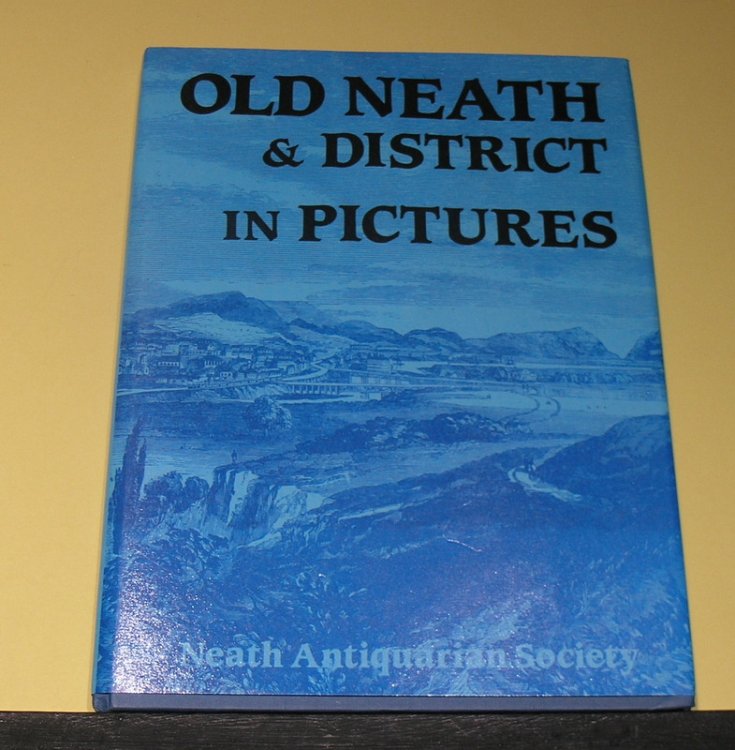 OLD NEATH
& DISTRICT
IN PICTURES
Neath Antiquarian Society